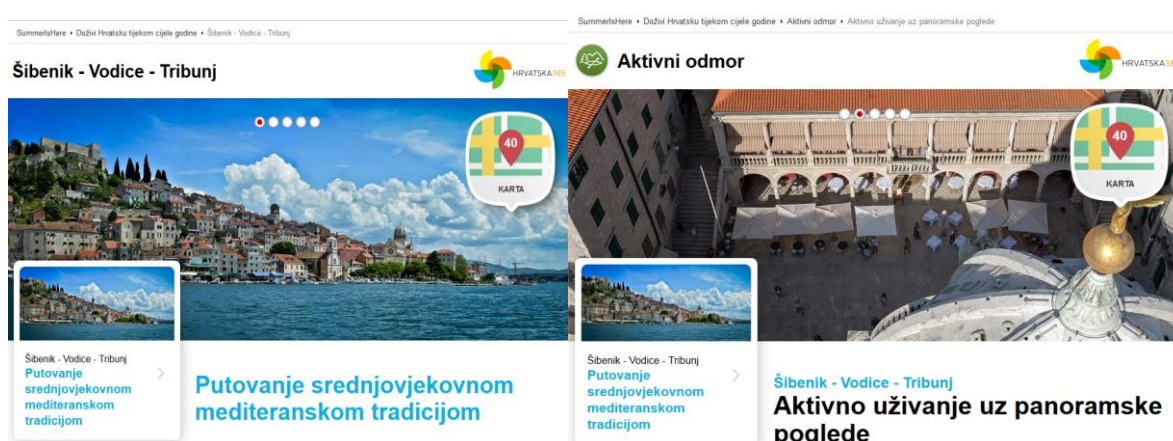 SummerIsHere • Doživi Hrvatsku tijekom cijele godine • Šibenik - Vodice - Tribunj
Šibenik - Vodice - Tribunj
HRVATSKA365
40
KARTA
Šibenik - Vodice - Tribunj
Putovanje
srednjovjekovnom
mediteranskom
tradicijom
Putovanje srednjovjekovnom
mediteranskom tradicijom
SummerIsHere • Doživi Hrvatsku tijekom cijele godine • Aktivni odmor • Aktivno uživanje uz panoramske poglede
Aktivni odmor
HRVATSKA36
40
KARTA
Šibenik - Vodice - Tribunj
Putovanje
srednjovjekovnom
mediteranskom
tradicijom
Šibenik - Vodice - Tribunj
Aktivno uživanje uz panoramske
poglede